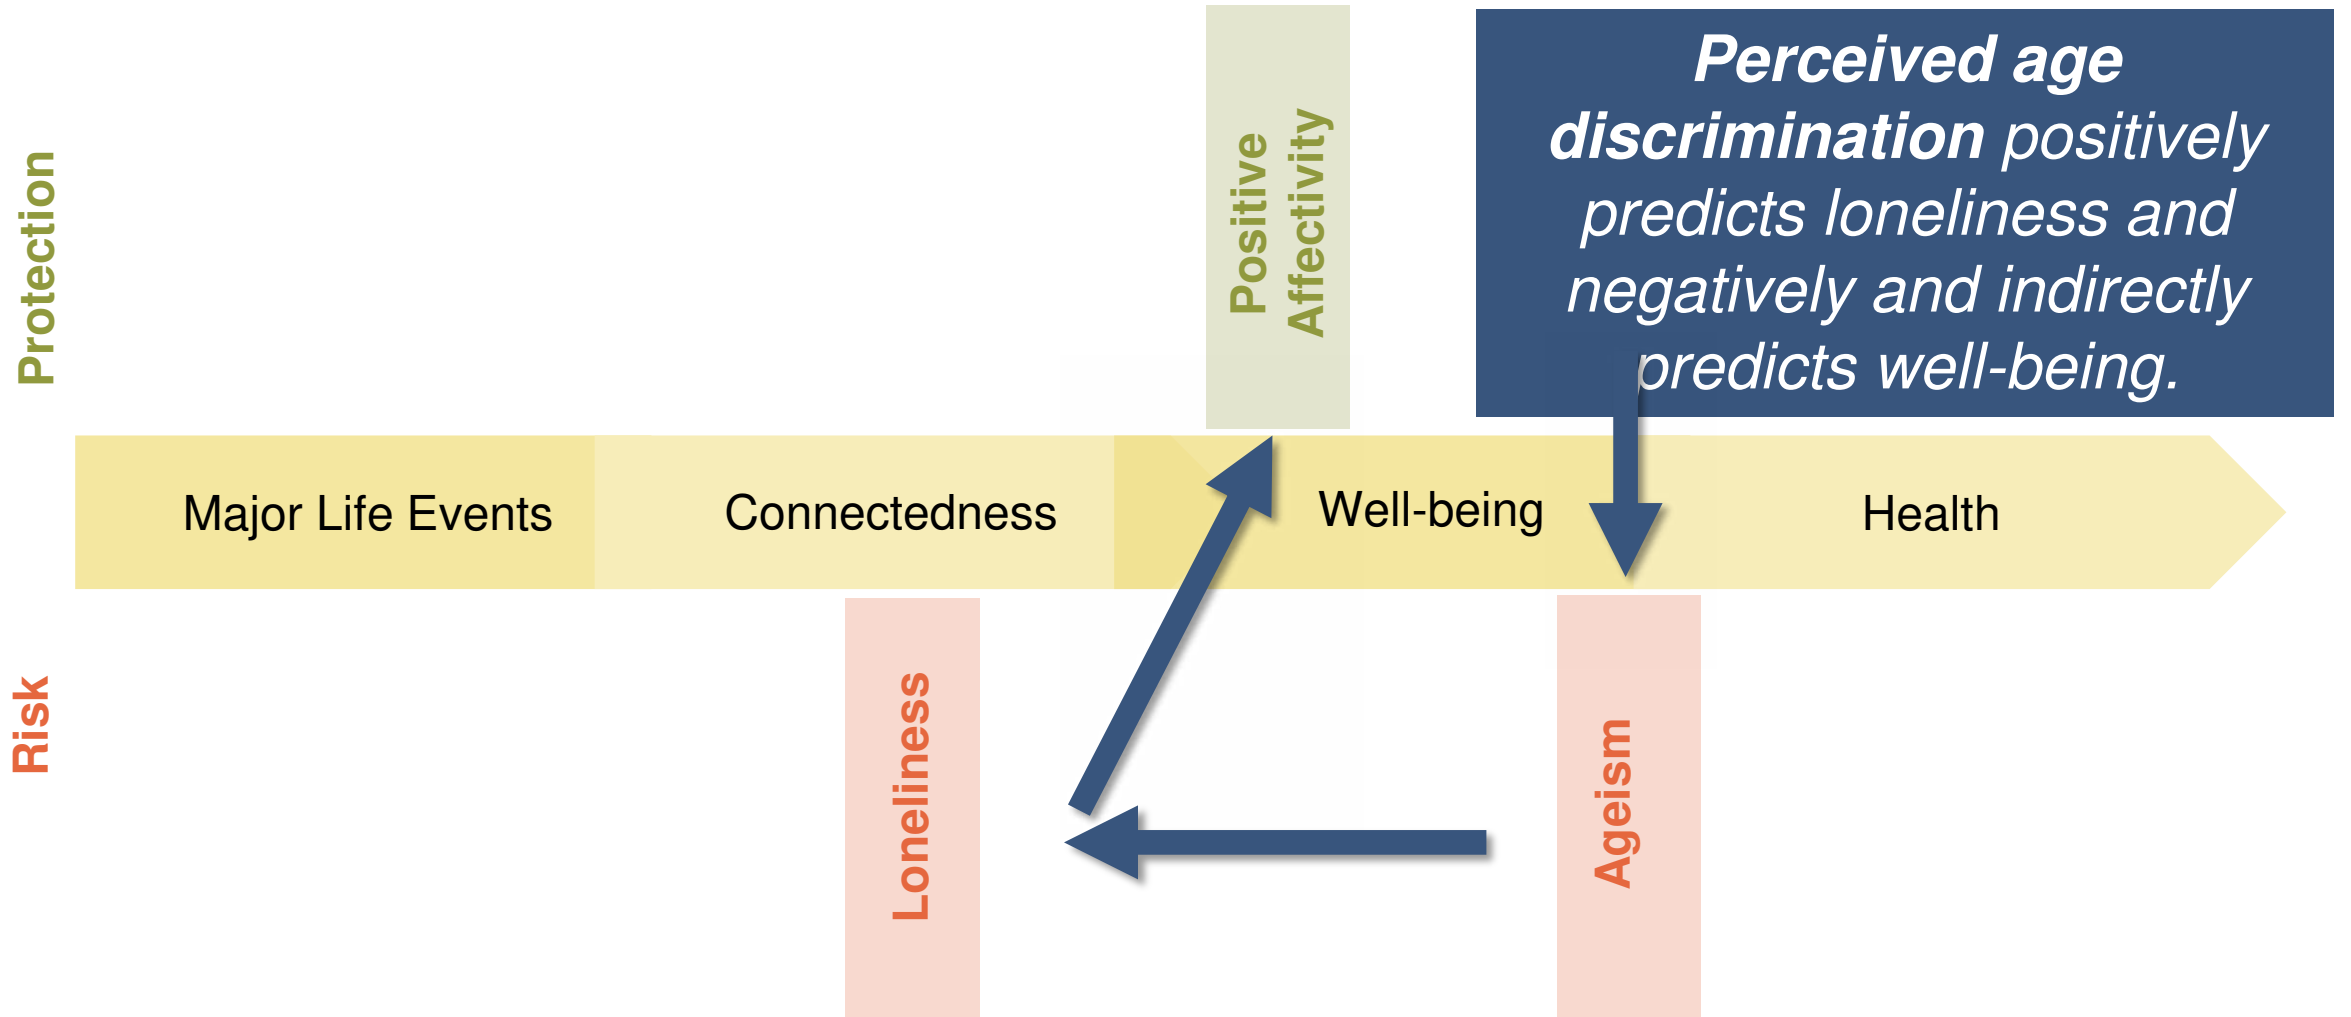 Protection
Positive
Affectivity
Perceived age
discrimination positively
predicts loneliness and
negatively and indirectly
predicts well-being.
Major Life Events
Connectedness
Well-being
Health
Risk
Loneliness
Ageism